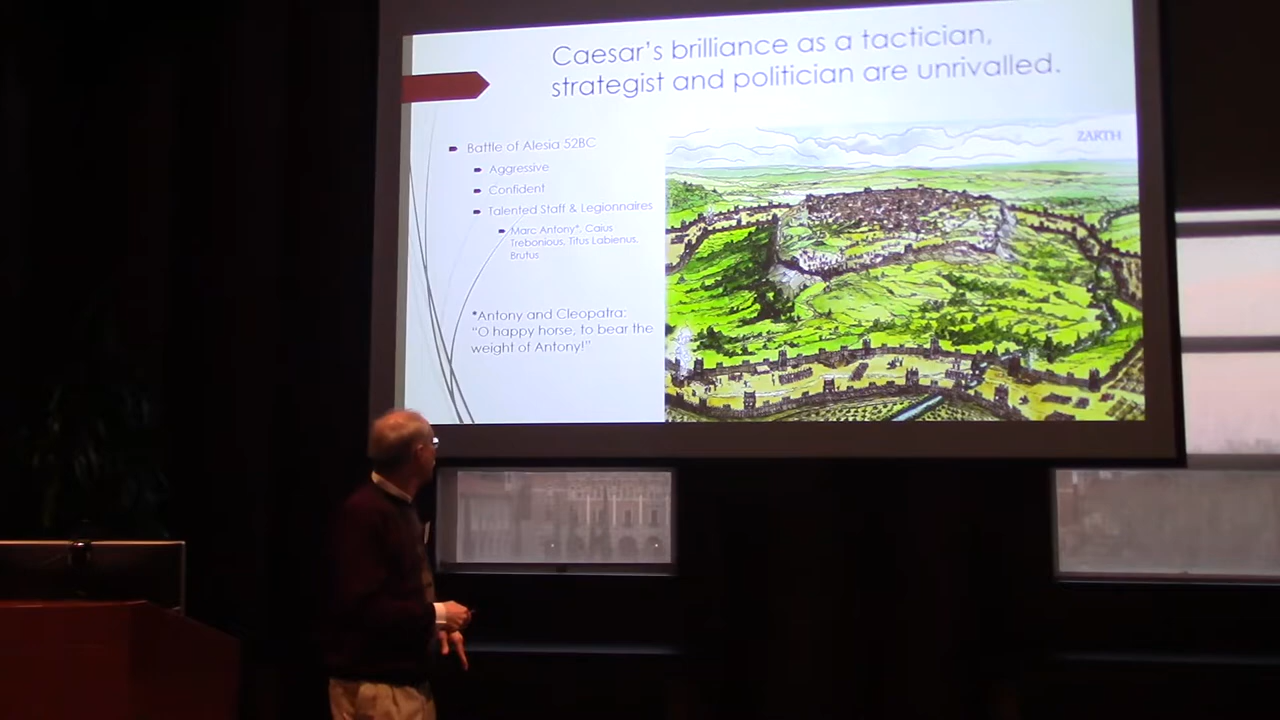 Caesar's brilliance as a tactician,
strategist and politician are unrivalled.
Battle of Alesia 52BC
Aggressive
Confident
Talented Staff & Legionnaires
Marc Antony*, Caius
Trebonious, Titus Labienus,
Brutus
*Antony and Cleopatra:
"O happy horse, to bear the
weight of Antony!"
ZARTH